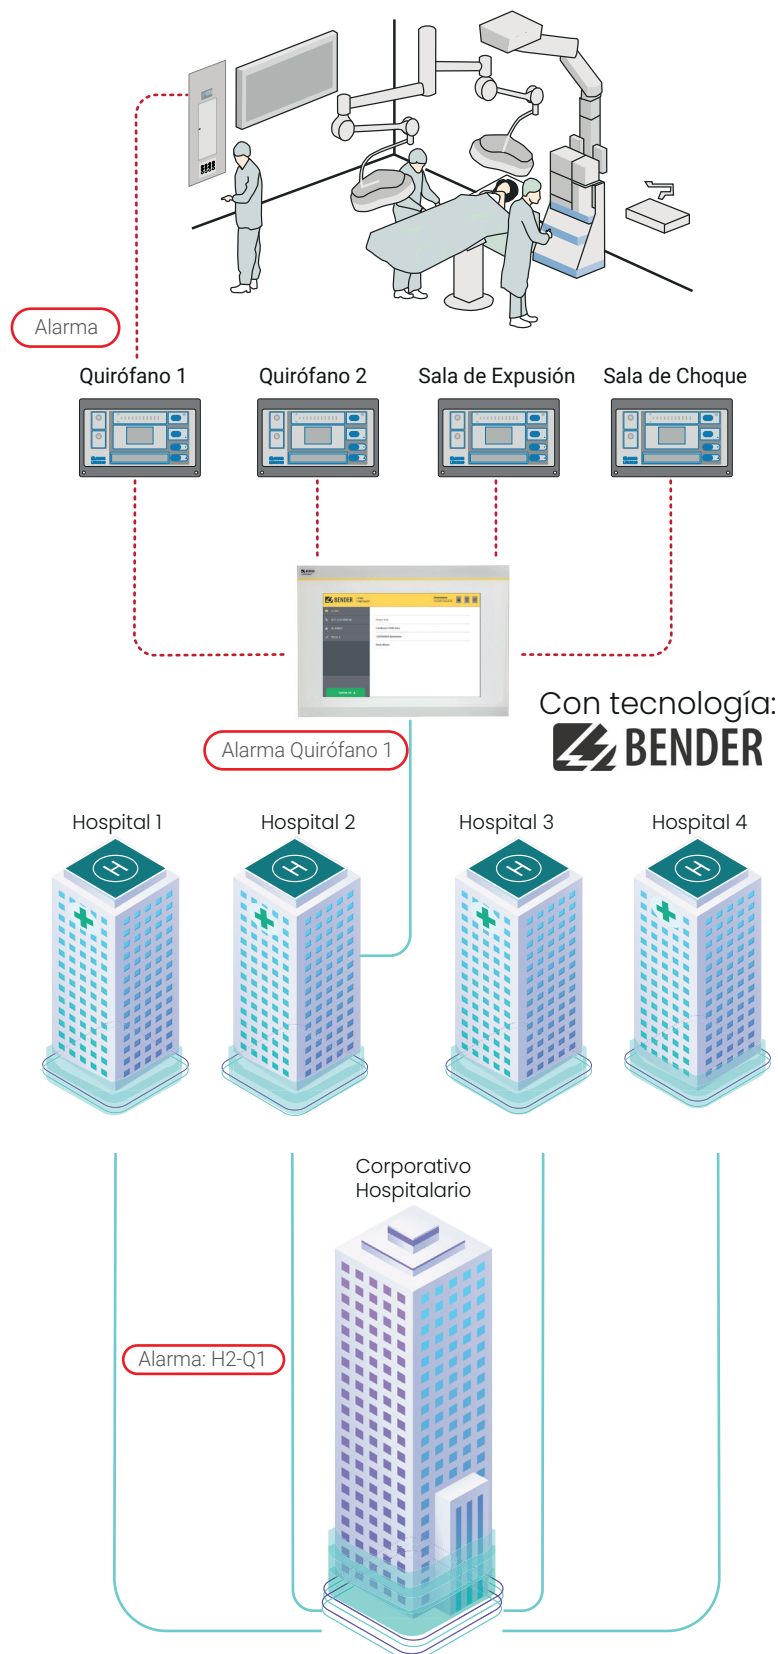 Alarma
Quirófano 1
Quirófano 2
Sala de Expusión
Sala de Choque
BENDER
Con tecnología:
BENDER
Alarma Quirófano 1
Hospital 1
Hospital 2
Hospital 3
Hospital 4
H
H
H
H
Corporativo
Hospitalario
Alarma: H2-Q1